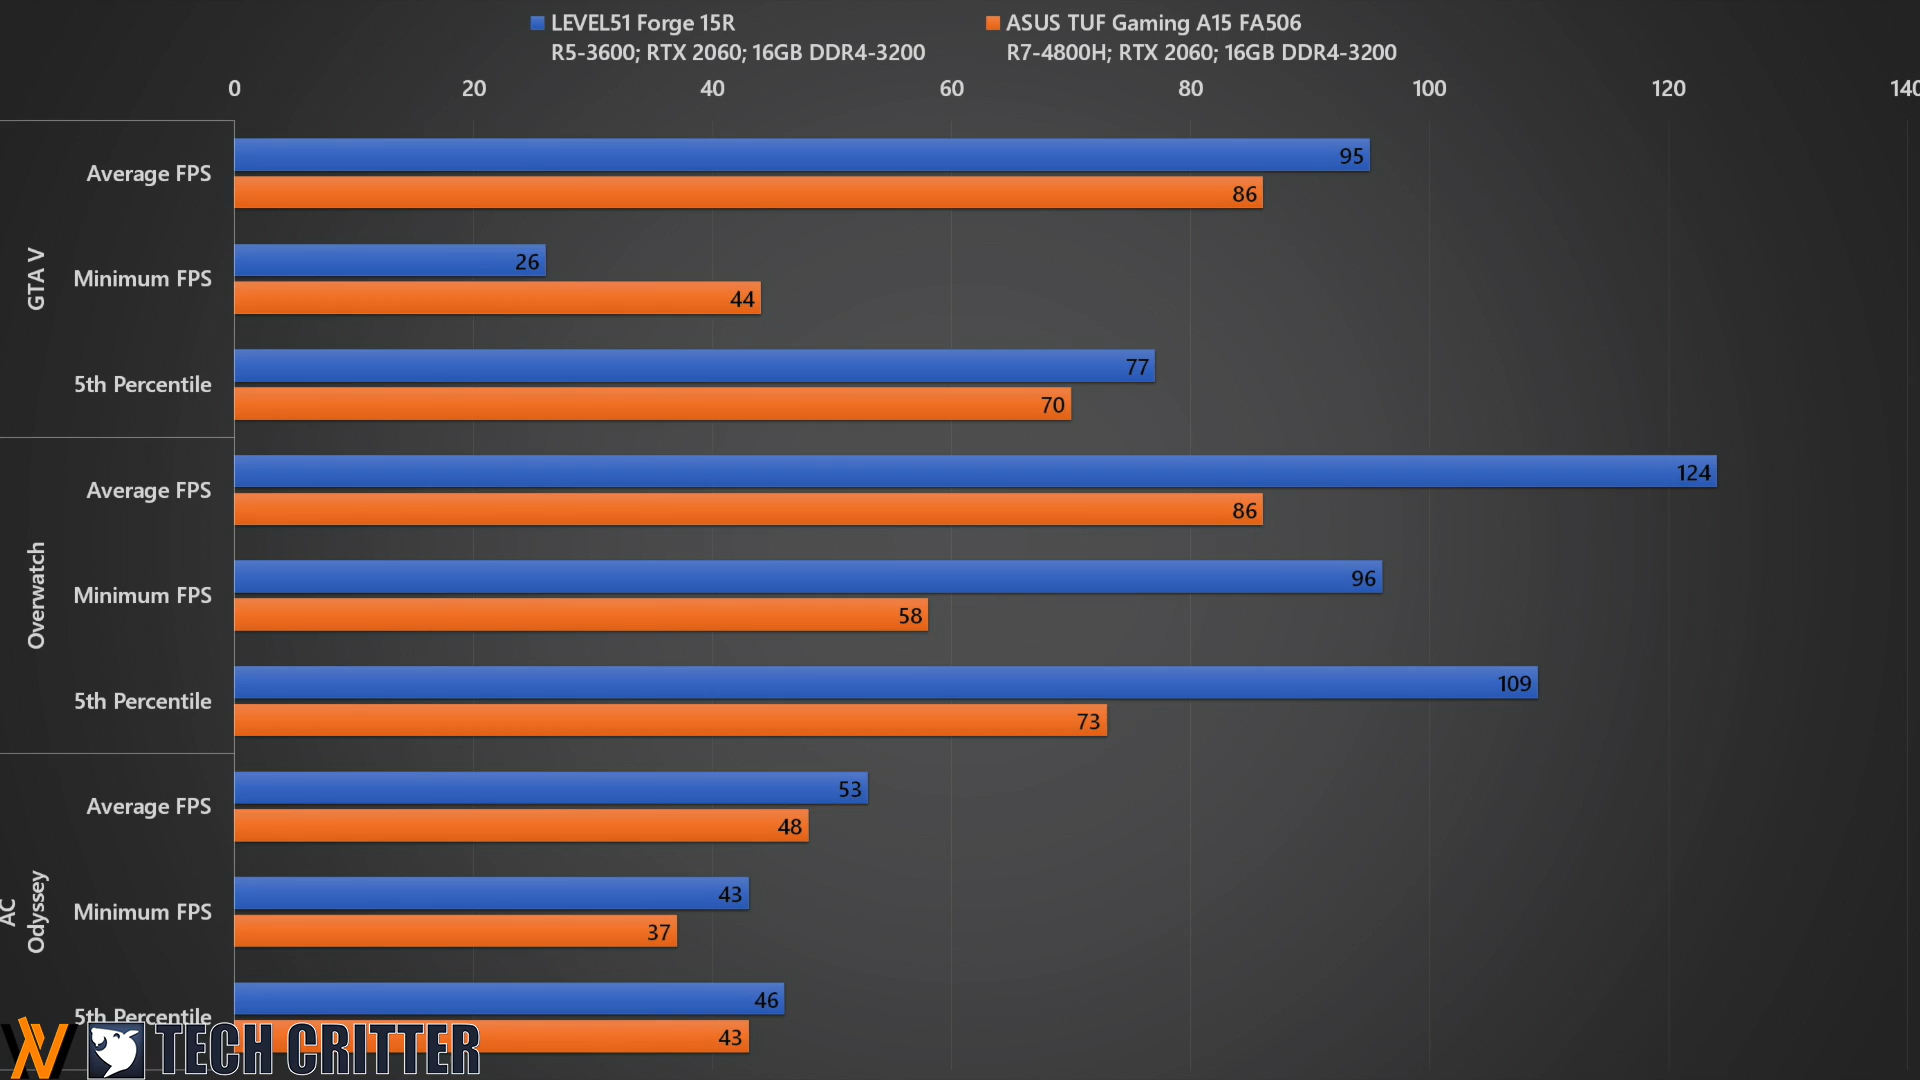 LEVEL51 Forge 15R
R5-3600; RTX 2060; 16GB DDR4-3200
ASUS TUF Gaming A15 FA506
R7-4800H; RTX 2060; 16GB DDR4-3200
0 20 40 60 80 100 120 140
GTA V
Average FPS
95
86
Minimum FPS
26
44
5th Percentile
77
70
Overwatch
Average FPS
124
86
Minimum FPS
96
58
5th Percentile
109
73
AC
Odyssey
Average FPS
53
48
Minimum FPS
43
37
5th Percentile
46
43
TECH CRITTER